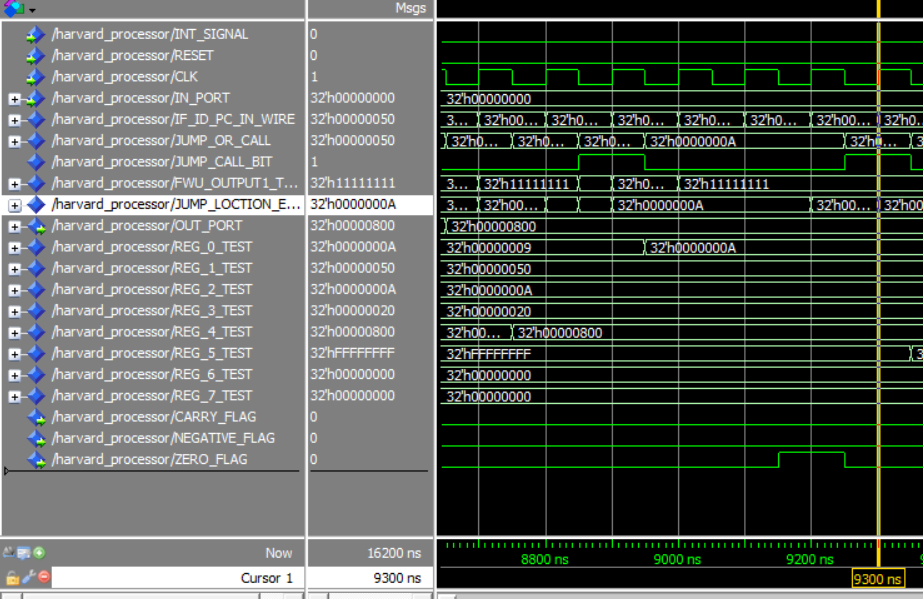 Msgs
/harvard_processor/INT_SIGNAL 0
/harvard_processor/RESET 0
/harvard_processor/CLK 1
/harvard_processor/IN_PORT 32'h00000000 32'h00000000
/harvard_processor/IF_ID_PC_IN_WIRE 32'h00000050 3... 32'h00... 32'h0... 32'h0... 32'h0... 32'h0... 32'h00... 32'h0...
/harvard_processor/JUMP_OR_CALL 32'h00000050 32'h0... 32'h0... 32'h0... 32'h0000000A 32'h0... 3
/harvard_processor/JUMP_CALL_BIT 1
/harvard_processor/FWU_OUTPUT1_T... 32'h11111111 3... 32'h11111111 32'h0... 32'h11111111
/harvard_processor/JUMP_LOCTION_E... 32'h0000000A 3... 32'h00... 32'h0000000A 32'h00... 32'h00
/harvard_processor/OUT_PORT 32'h00000800 32'h00000800
/harvard_processor/REG_0_TEST 32'h0000000A 32'h00000009 32'h0000000A
/harvard_processor/REG_1_TEST 32'h00000050 32'h00000050
/harvard_processor/REG_2_TEST 32'h0000000A 32'h0000000A
/harvard_processor/REG_3_TEST 32'h00000020 32'h00000020
/harvard_processor/REG_4_TEST 32'h00000800 32'h00... 32'h00000800
/harvard_processor/REG_5_TEST 32'hFFFFFFFF 32'hFFFFFFFF 3
/harvard_processor/REG_6_TEST 32'h00000000 32'h00000000
/harvard_processor/REG_7_TEST 32'h00000000 32'h00000000
/harvard_processor/CARRY_FLAG 0
/harvard_processor/NEGATIVE_FLAG 0
/harvard_processor/ZERO_FLAG 0
Now 16200 ns 8800 ns 9000 ns 9200 ns
Cursor 1 9300 ns 9300 ns